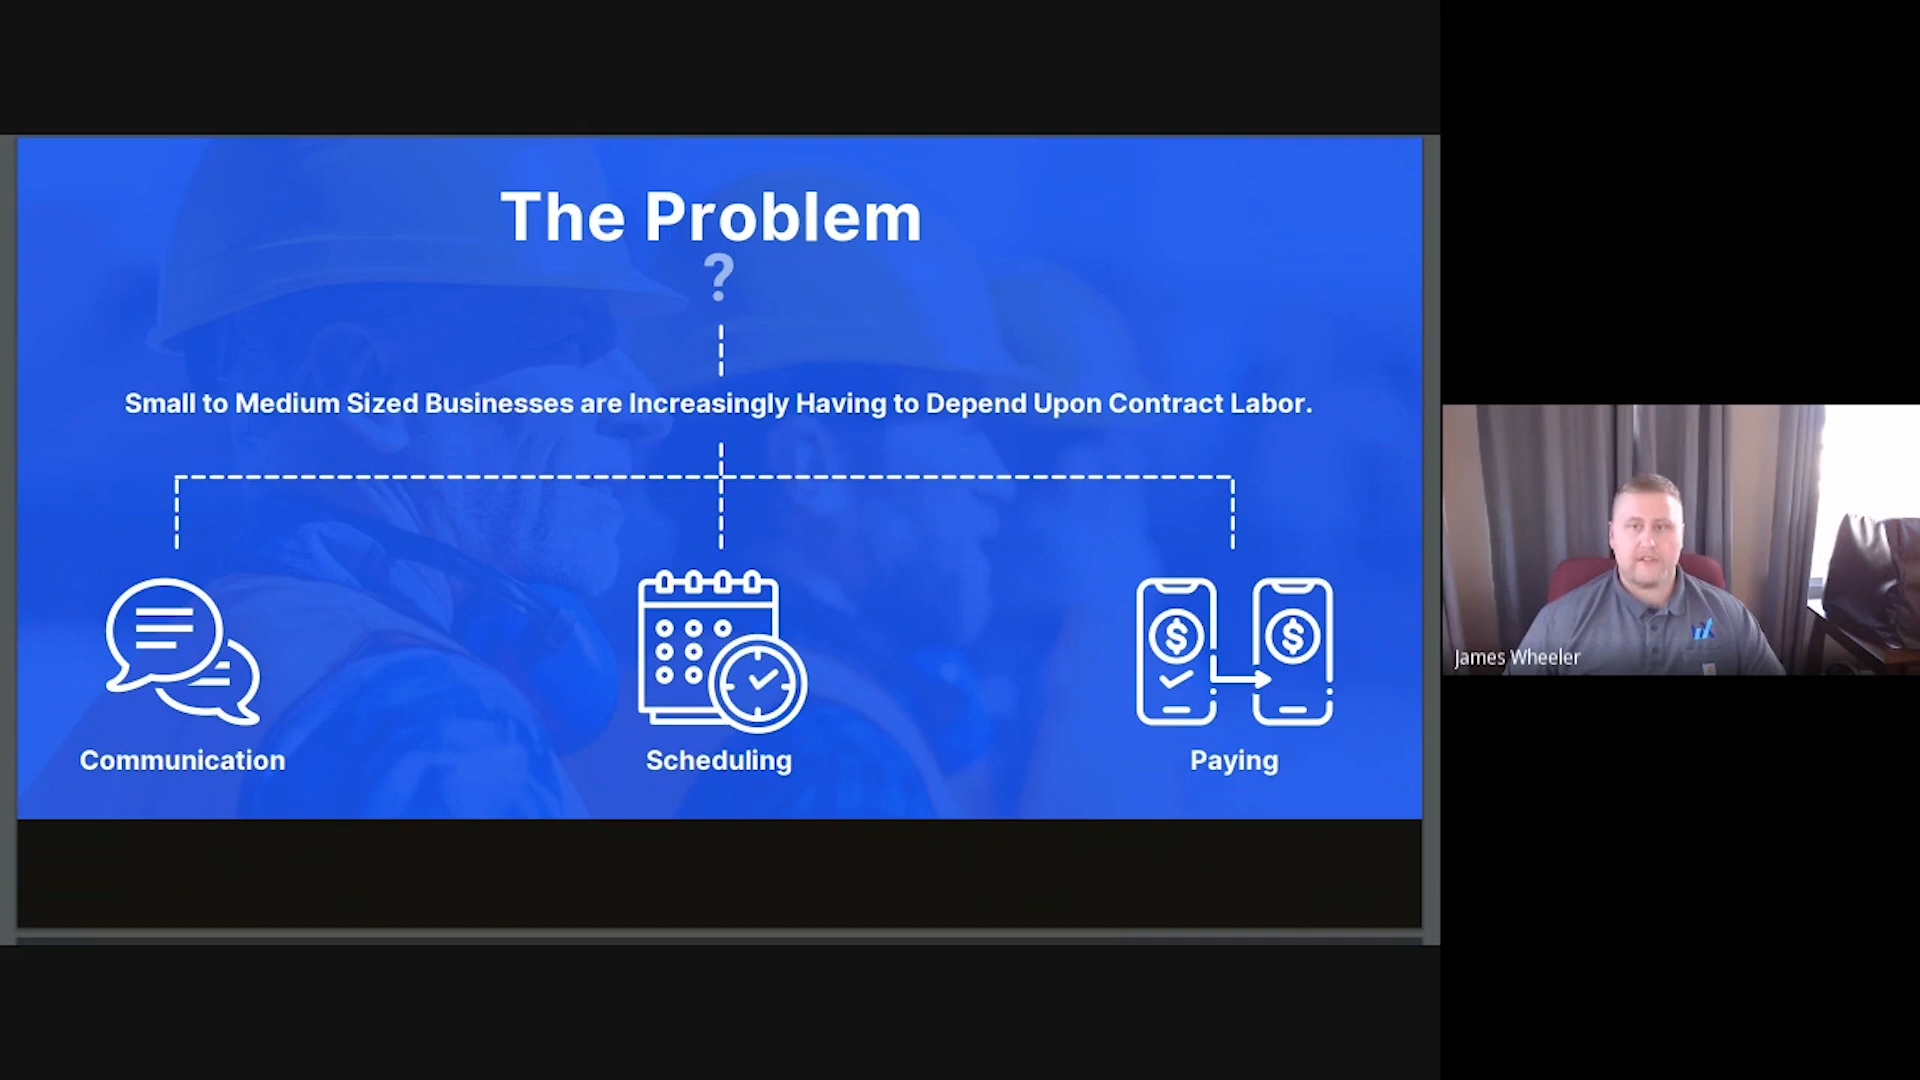 The Problem
?
Small to Medium Sized Businesses are Increasingly Having to Depend Upon Contract Labor.
$ $
Communication
Scheduling
Paying
James Wheeler